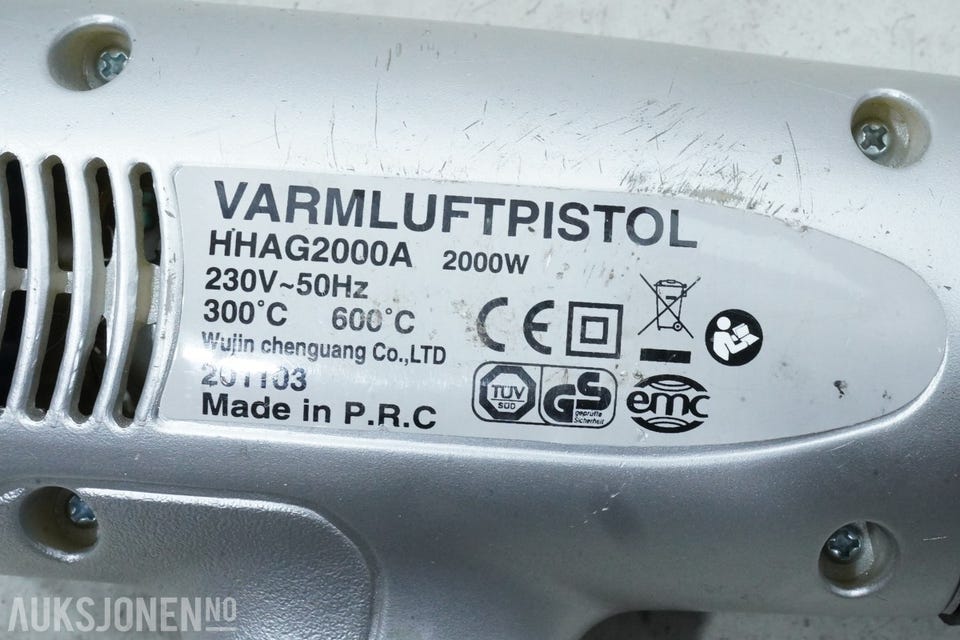 VARMLUFTPISTOL
HHAG2000A 2000W
230V~50Hz
300°C 600°C
Wujin chenguang Co.,LTD
201103
Made in P.R.C
CE
TÜV
SÜD
GS
geprüfte
Sicherheit
emc
AUKSJONEN.NO